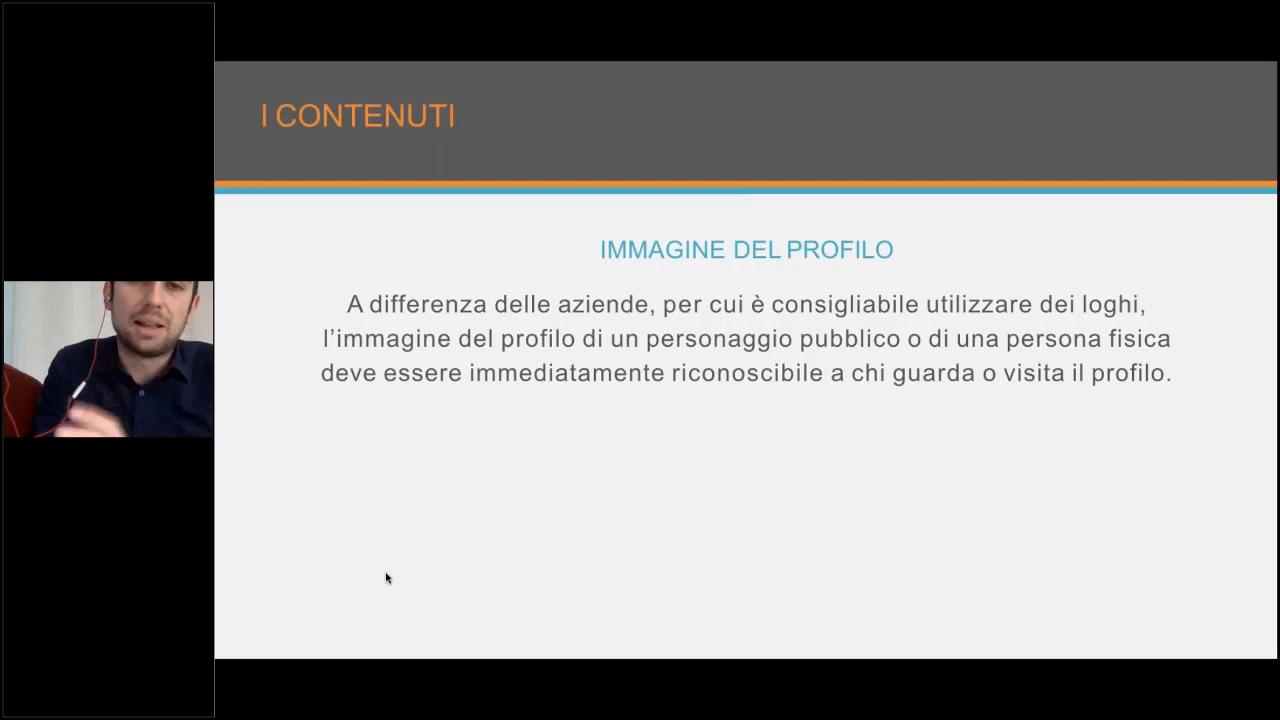 I CONTENUTI
IMMAGINE DEL PROFILO
A differenza delle aziende, per cui è consigliabile utilizzare dei loghi,
l’immagine del profilo di un personaggio pubblico o di una persona fisica
deve essere immediatamente riconoscibile a chi guarda o visita il profilo.